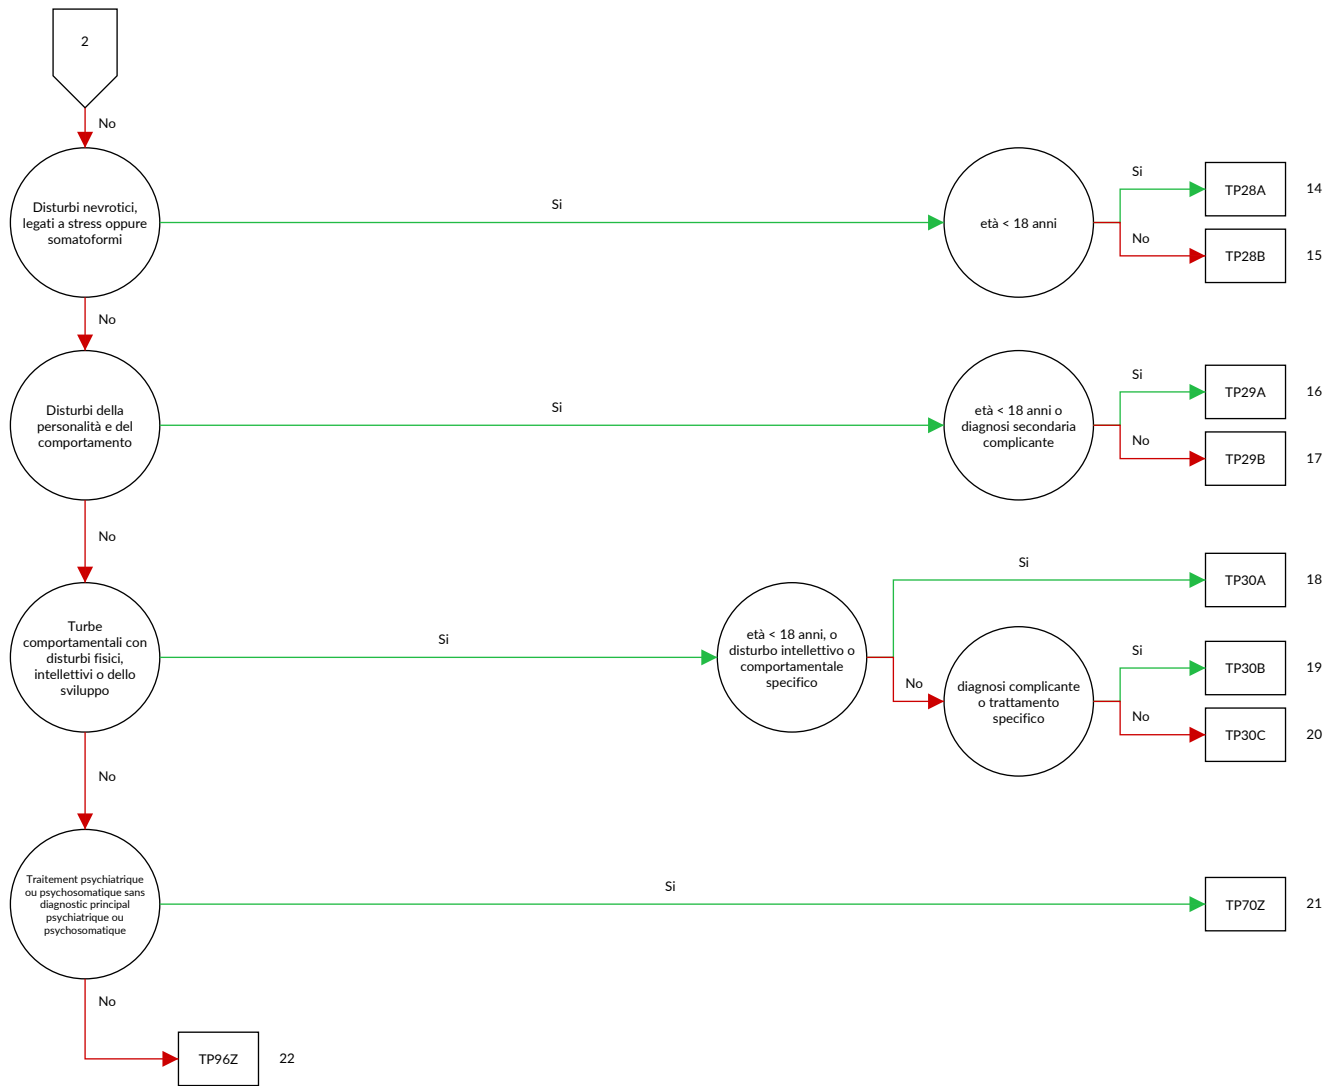 2
No
Disturbi nevrotici,
legati a stress oppure
somatoformi
Si
età < 18 anni
Si
TP28A
14
No
TP28B
15
No
Disturbi della
personalità e del
comportamento
Si
età < 18 anni o
diagnosi secondaria
complicante
Si
TP29A
16
No
TP29B
17
No
Turbe
comportamentali con
disturbi fisici,
intellettivi o dello
sviluppo
Si
età < 18 anni, o
disturbo intellettivo o
comportamentale
specifico
Si
TP30A
18
No
diagnosi complicante
o trattamento
specifico
Si
TP30B
19
No
TP30C
20
No
Traitement psychiatrique
ou psychosomatique sans
diagnostic principal
psychiatrique ou
psychosomatique
Si
TP70Z
21
No
TP96Z
22